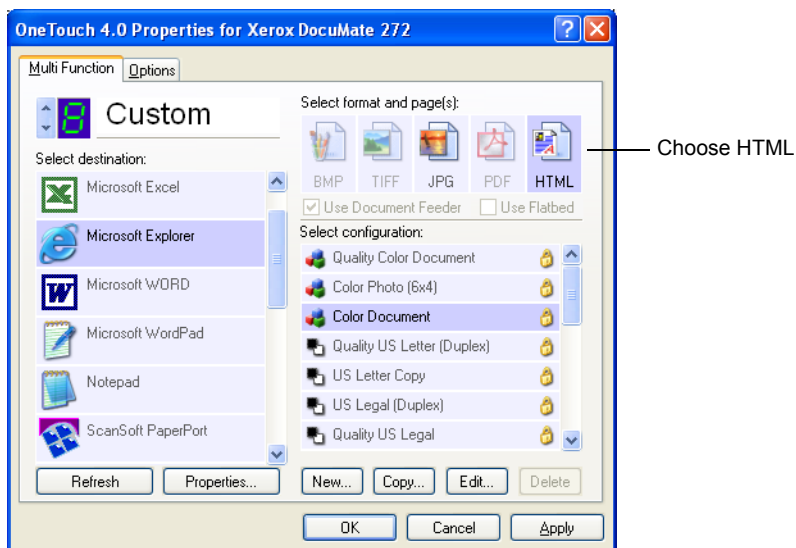 OneTouch 4.0 Properties for Xerox DocuMate 272
Multi Function
Options
8
Custom
Select destination:
Microsoft Excel
Microsoft Explorer
Microsoft WORD
Microsoft WordPad
Notepad
ScanSoft PaperPort
Refresh
Properties...
Select format and page(s):
BMP TIFF JPG PDF HTML
Use Document Feeder
Use Flatbed
Select configuration:
Quality Color Document
Color Photo (6x4)
Color Document
Quality US Letter (Duplex)
US Letter Copy
US Legal (Duplex)
Quality US Legal
New... Copy... Edit... Delete
OK Cancel Apply
Choose HTML